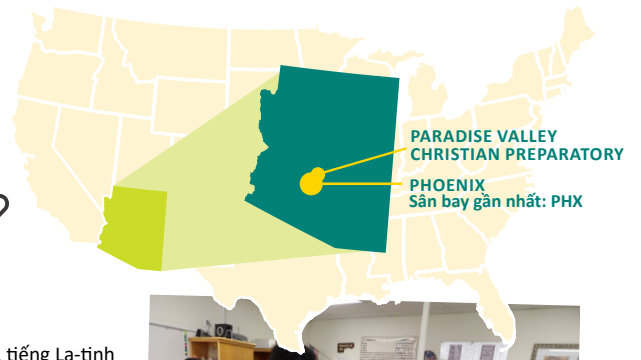 PARADISE VALLEY
CHRISTIAN PREPARATORY
PHOENIX
Sân bay gần nhất: PHX
tiếng La-tinh